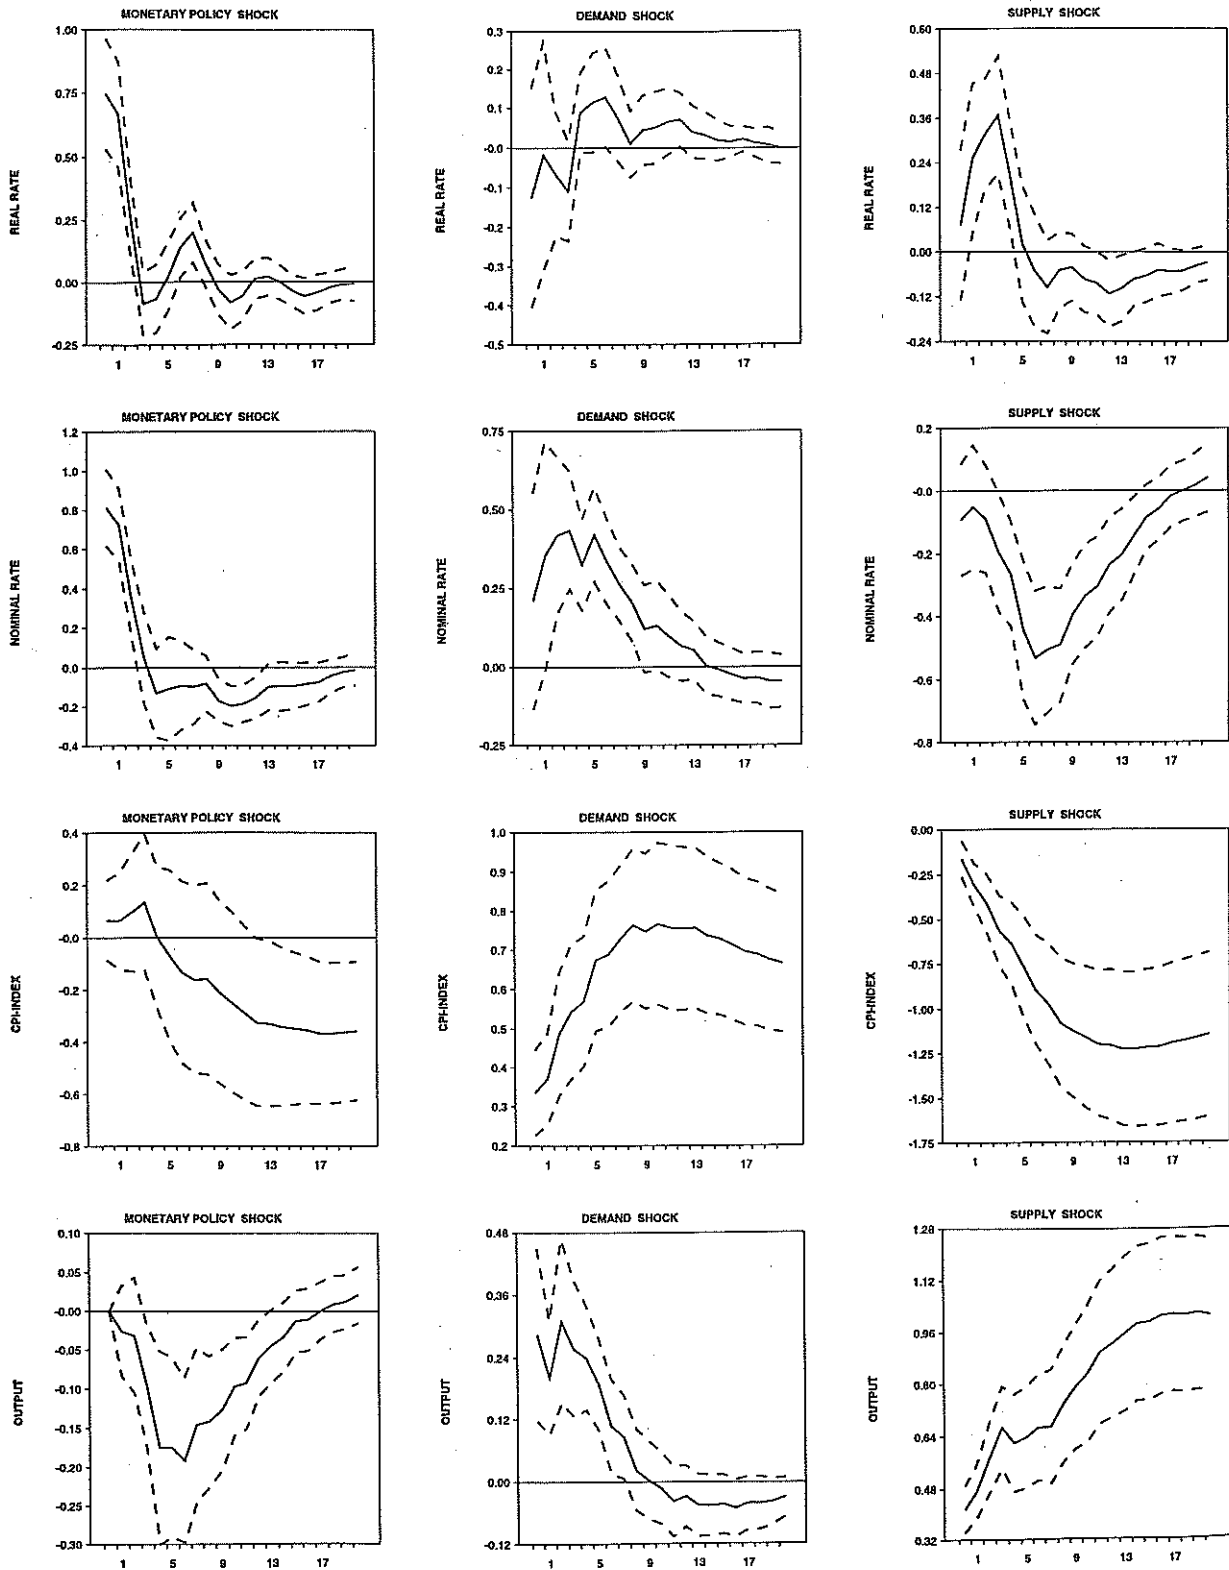 MONETARY POLICY SHOCK
REAL RATE
1.00
0.75
0.50
0.25
0.00
-0.25
1 5 9 13 17
DEMAND SHOCK
REAL RATE
0.3
0.2
0.1
-0.0
-0.1
-0.2
-0.3
-0.4
-0.5
1 5 9 13 17
SUPPLY SHOCK
REAL RATE
0.60
0.48
0.36
0.24
0.12
0.00
-0.12
-0.24
1 5 9 13 17
MONETARY POLICY SHOCK
NOMINAL RATE
1.2
1.0
0.8
0.6
0.4
0.2
-0.0
-0.2
-0.4
1 5 9 13 17
DEMAND SHOCK
NOMINAL RATE
0.75
0.50
0.25
0.00
-0.25
1 5 9 13 17
SUPPLY SHOCK
NOMINAL RATE
0.2
-0.0
-0.2
-0.4
-0.6
-0.8
1 5 9 13 17
MONETARY POLICY SHOCK
CPI-INDEX
0.4
0.2
-0.0
-0.2
-0.4
-0.6
-0.8
1 5 9 13 17
DEMAND SHOCK
CPI-INDEX
1.0
0.9
0.8
0.7
0.6
0.5
0.4
0.3
0.2
1 5 9 13 17
SUPPLY SHOCK
CPI-INDEX
0.00
-0.25
-0.50
-0.75
-1.00
-1.25
-1.50
-1.75
1 5 9 13 17
MONETARY POLICY SHOCK
OUTPUT
0.10
0.05
-0.00
-0.05
-0.10
-0.15
-0.20
-0.25
-0.30
1 5 9 13 17
DEMAND SHOCK
OUTPUT
0.48
0.36
0.24
0.12
0.00
-0.12
1 5 9 13 17
SUPPLY SHOCK
OUTPUT
1.28
1.12
0.96
0.80
0.64
0.48
0.32
1 5 9 13 17